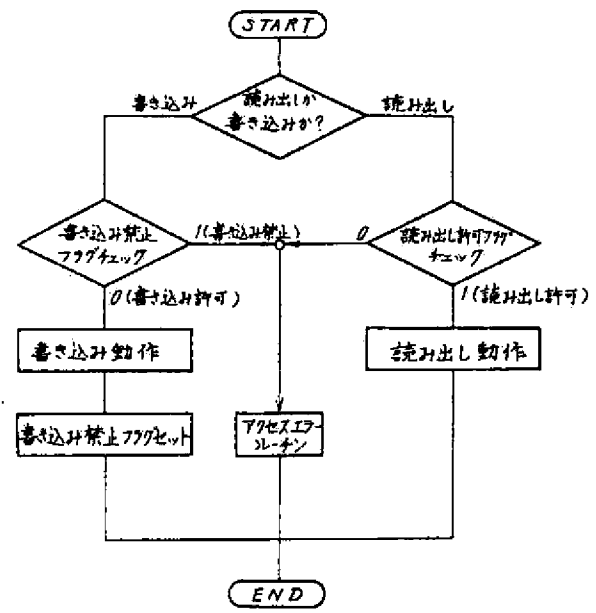 START
書き込み
読み出しか
書き込みか?
読み出し
書き込み禁止
フラグチェック
1(書き込み禁止)
0
読み出し許可フラグ
チェック
0(書き込み許可)
1(読み出し許可)
書き込み動作
読み出し動作
書き込み禁止フラグセット
アクセスエラー
ルーチン
END